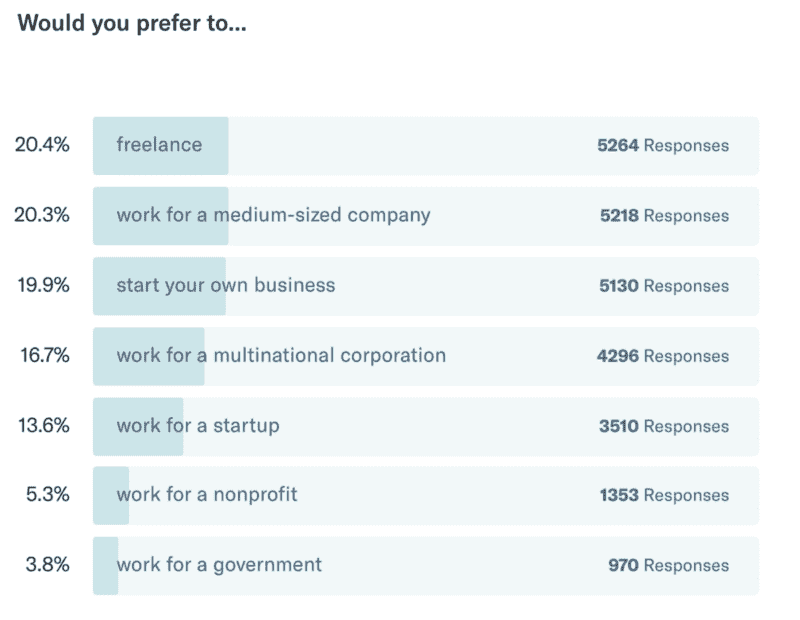 Would you prefer to...
20.4% freelance 5264 Responses
20.3% work for a medium-sized company 5218 Responses
19.9% start your own business 5130 Responses
16.7% work for a multinational corporation 4296 Responses
13.6% work for a startup 3510 Responses
5.3% work for a nonprofit 1353 Responses
3.8% work for a government 970 Responses